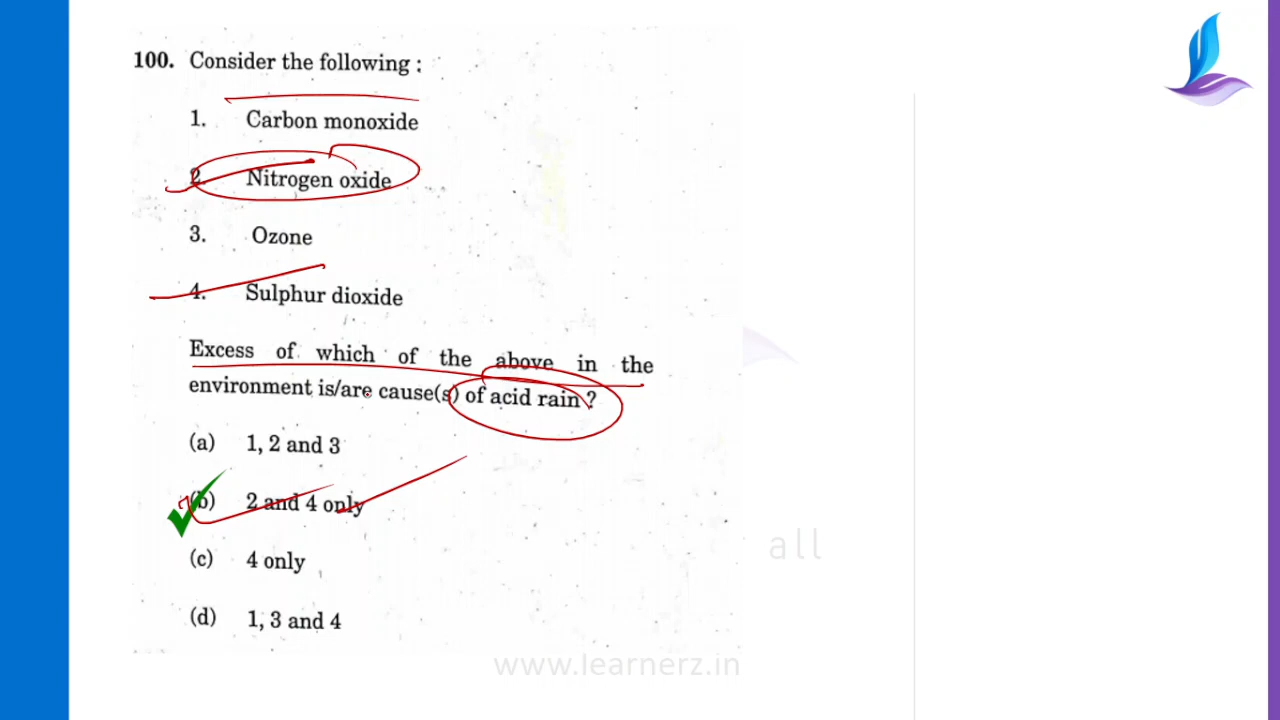 100. Consider the following :
1. Carbon monoxide
2. Nitrogen oxide
3. Ozone
4. Sulphur dioxide
Excess of which of the above in the
environment is/are cause(s) of acid rain ?
(a) 1, 2 and 3
(b) 2 and 4 only
(c) 4 only
(d) 1, 3 and 4
all
www.learnerz.in